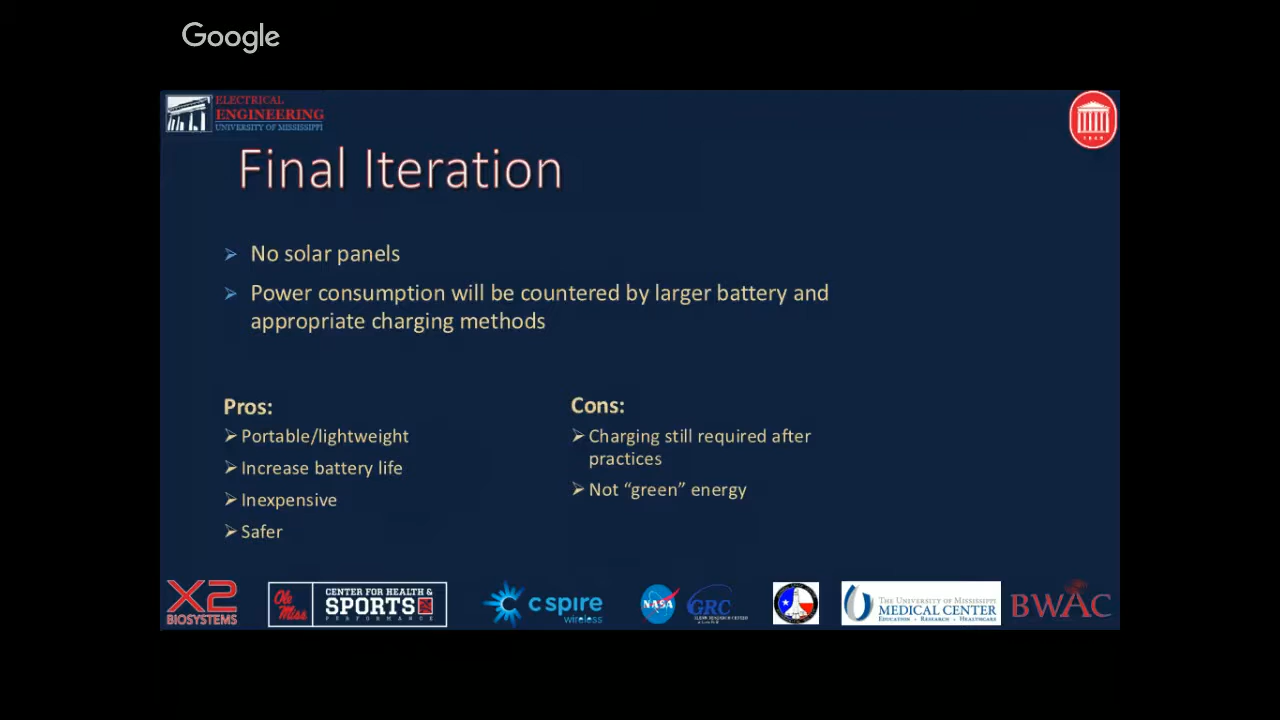 Google
ELECTRICAL
ENGINEERING
UNIVERSITY OF MISSISSIPPI
1848
Final Iteration
➢ No solar panels
➢ Power consumption will be countered by larger battery and
appropriate charging methods
Pros:
➢Portable/lightweight
➢Increase battery life
➢Inexpensive
➢Safer
Cons:
➢Charging still required after
practices
➢Not “green” energy
X2
BIOSYSTEMS
Ole Miss
CENTER FOR HEALTH &
SPORTS
PERFORMANCE
c spire
wireless
NASA
GRC
THE UNIVERSITY OF MISSISSIPPI
MEDICAL CENTER
EDUCATION • RESEARCH • HEALTHCARE
BWAC